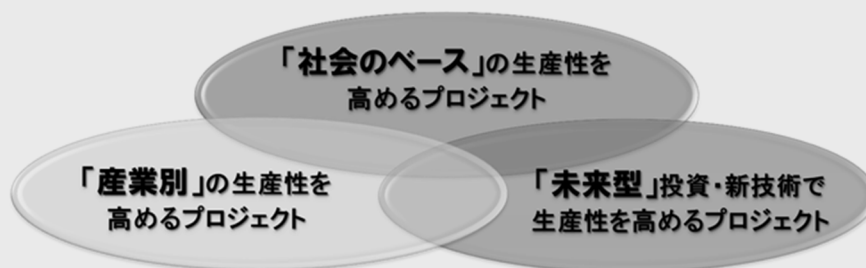 「社会のベース」の生産性を
高めるプロジェクト
「産業別」の生産性を
高めるプロジェクト
「未来型」投資・新技術で
生産性を高めるプロジェクト